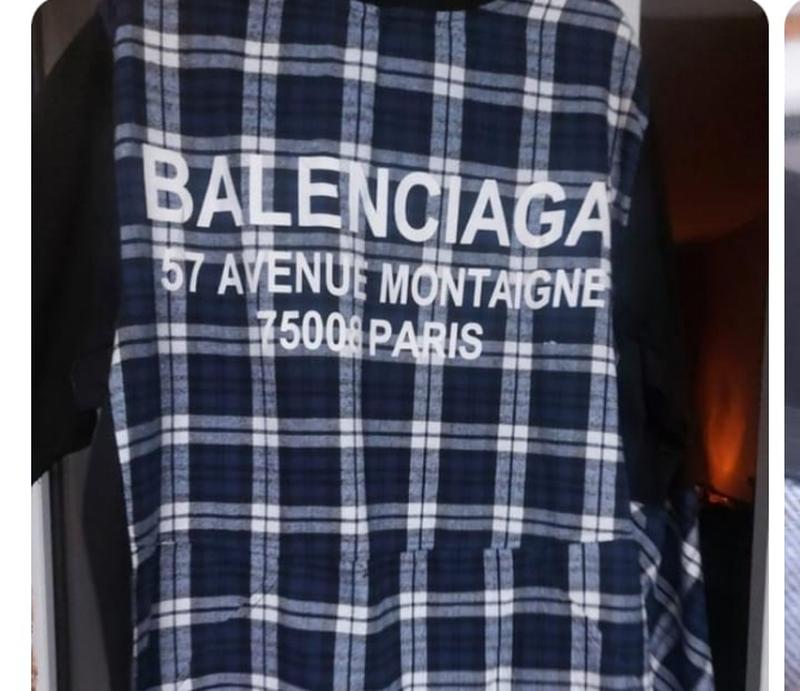 BALENCIAGA
57 AVENUE MONTAIGNE
75008 PARIS